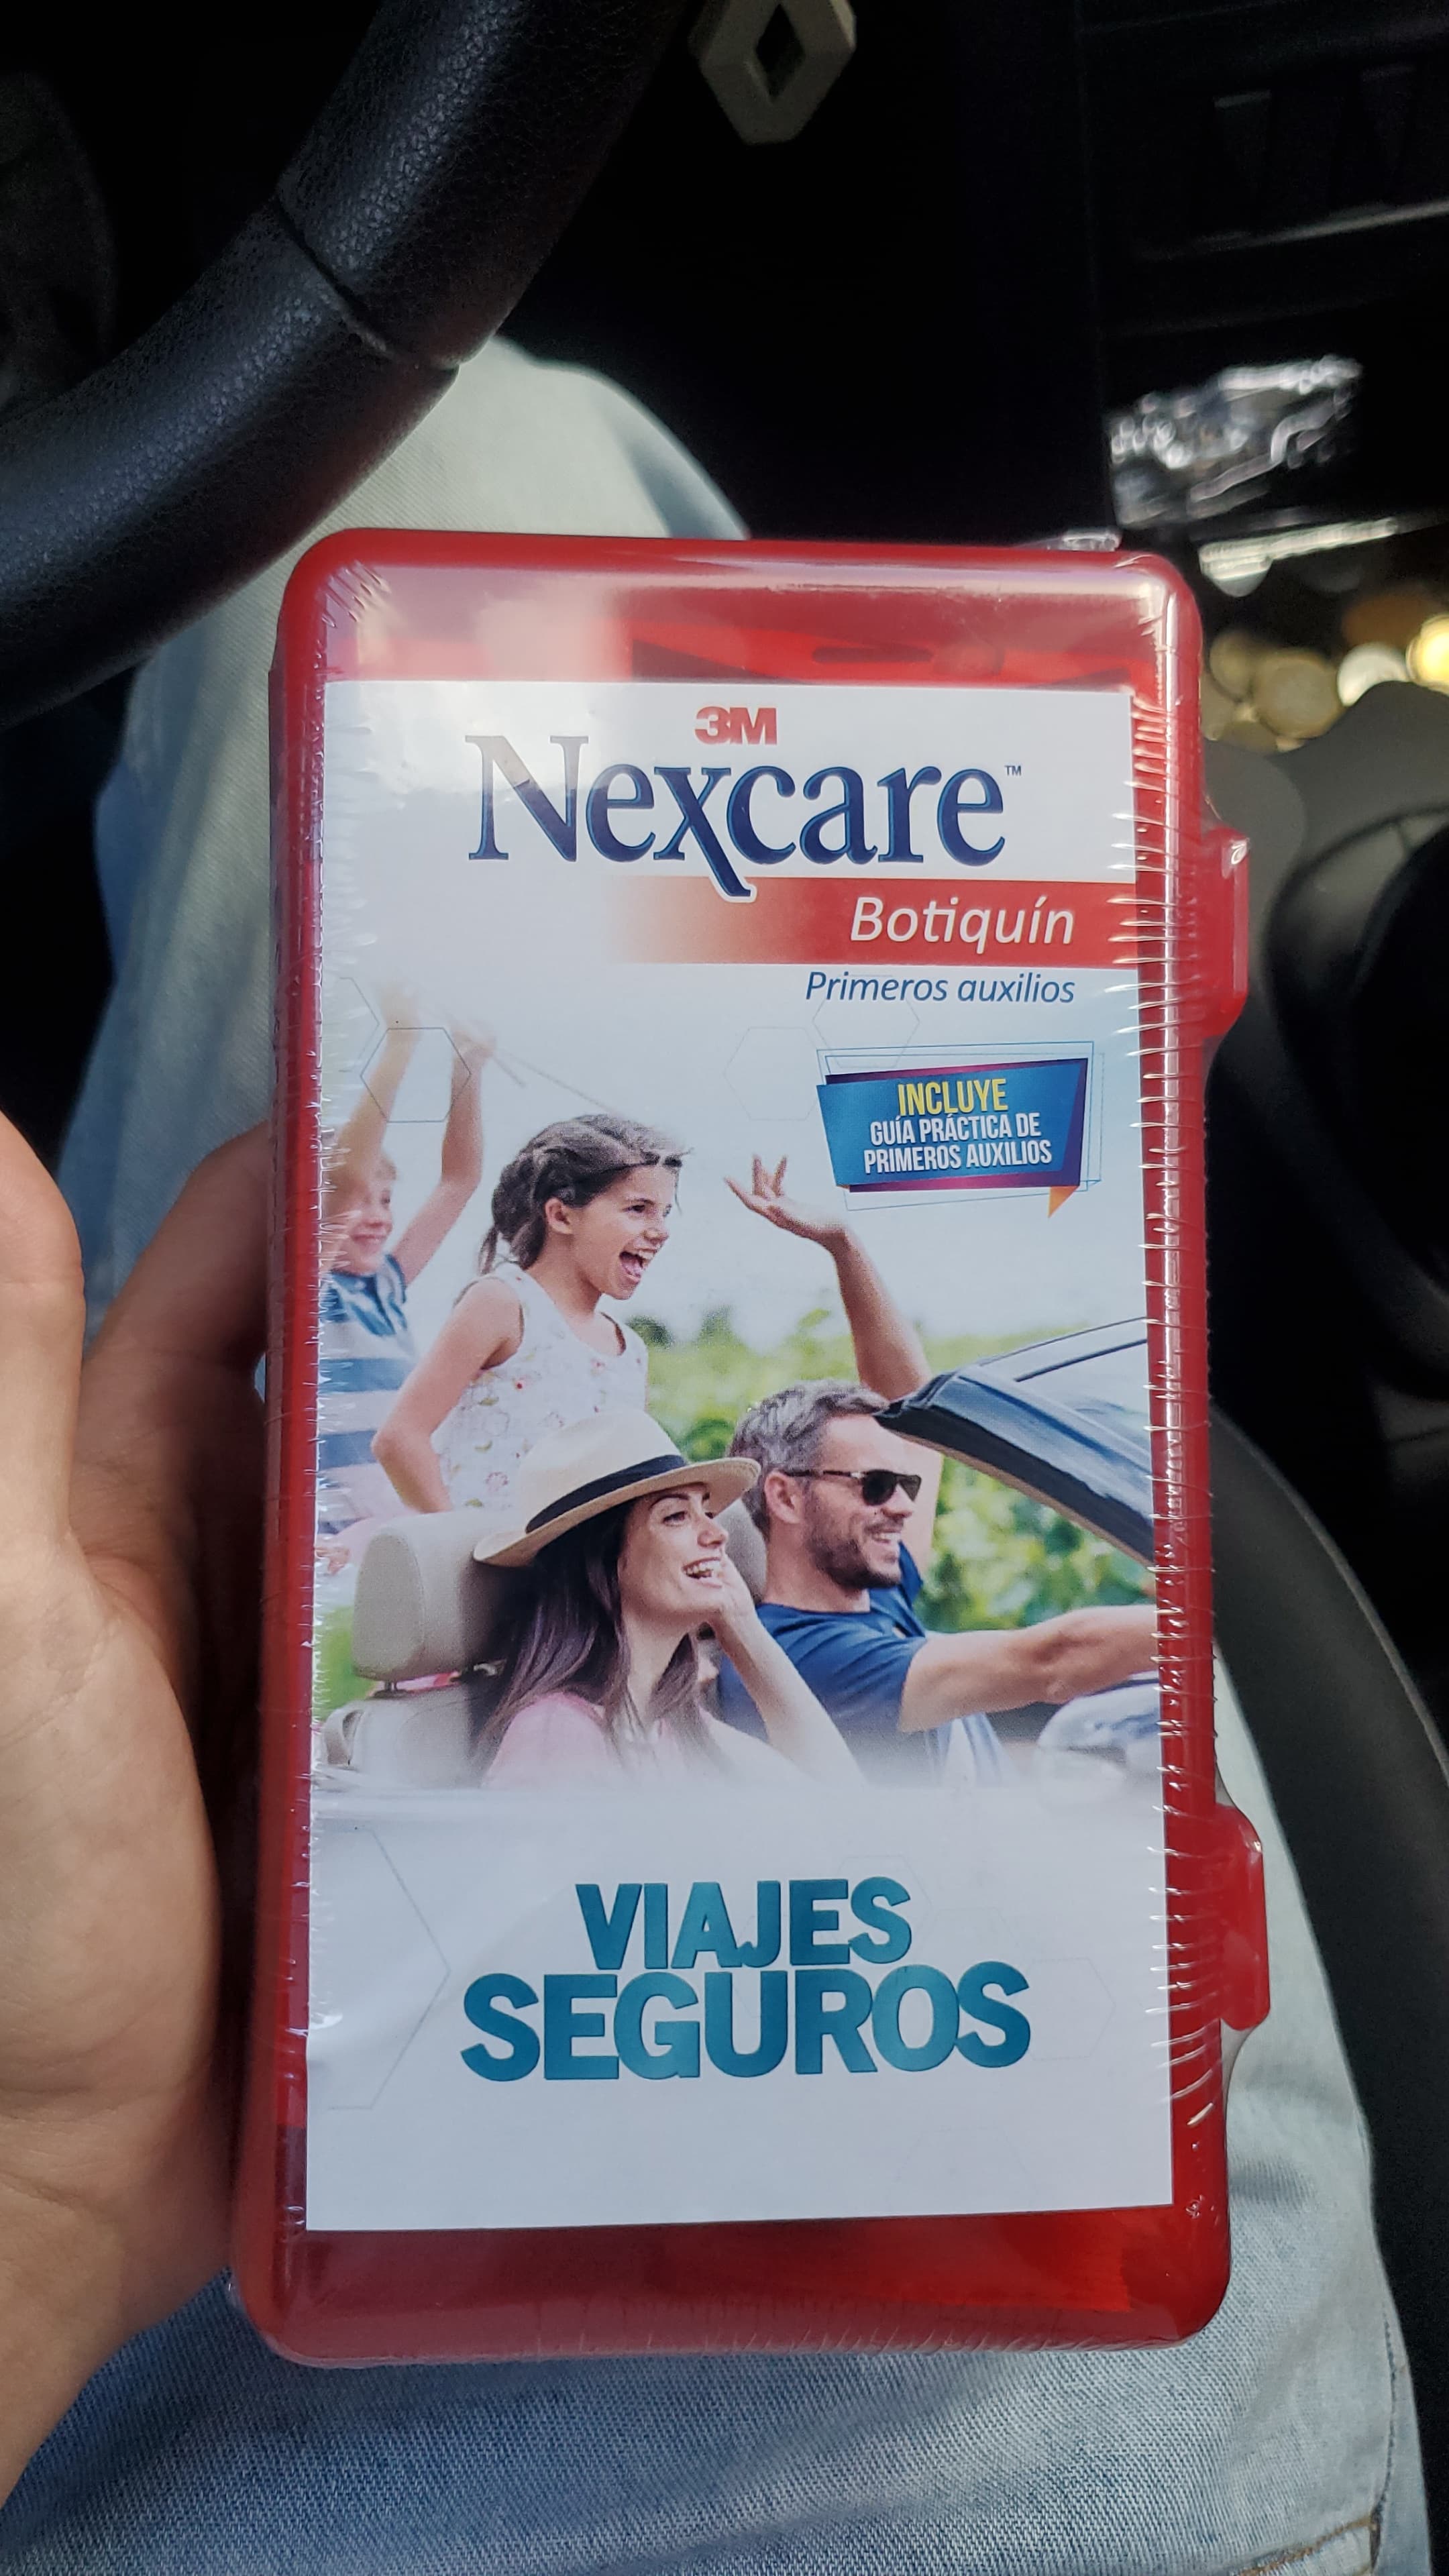 3M
Nexcare™
Botiquín
Primeros auxilios
INCLUYE
GUÍA PRÁCTICA DE
PRIMEROS AUXILIOS
VIAJES
SEGUROS